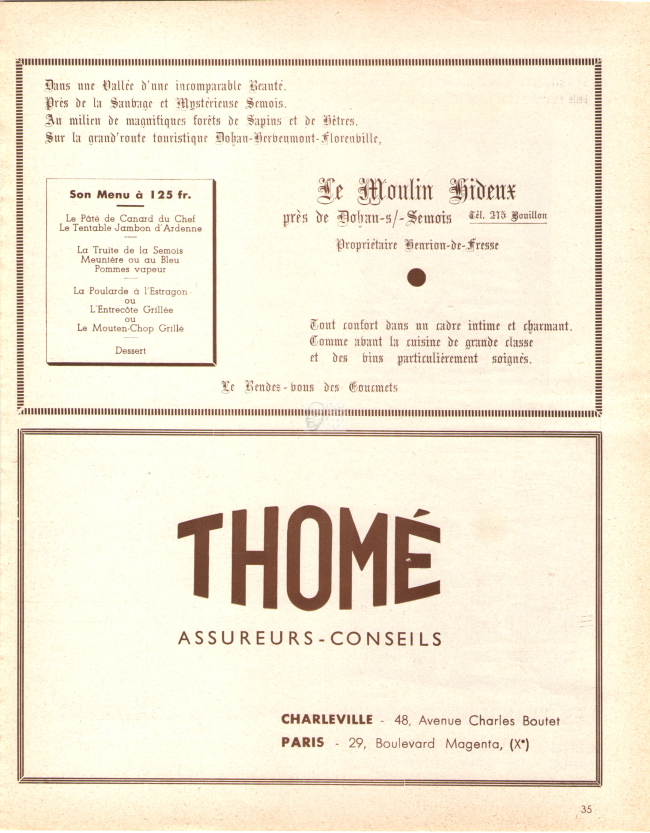 Dans une Vallée d'une incomparable Beauté.
Près de la Sauvage et Mystérieuse Semois.
Au milieu de magnifiques forêts de Sapins et de Hêtres.
Sur la grand'route touristique Dohan-Herbeumont-Florenville,
Son Menu à 125 fr.
Le Pâté de Canard du Chef
Le Tentable Jambon d'Ardenne
La Truite de la Semois
Meunière ou au Bleu
Pommes vapeur
La Poularde à l'Estragon
ou
L'Entrecôte Grillée
ou
Le Mouten-Chop Grillé
Dessert
Le Moulin Hideux
près de Dohan-s/-Semois Tél. 275 Bouillon
Propriétaire Henrion-de-Fresse
Tout confort dans un cadre intime et charmant.
Comme avant la cuisine de grande classe
et des vins particulièrement soignés.
Le Rendez-vous des Gourmets
THOMÉ
ASSUREURS-CONSEILS
CHARLEVILLE - 48, Avenue Charles Boutet
PARIS - 29, Boulevard Magenta, (X°)
35